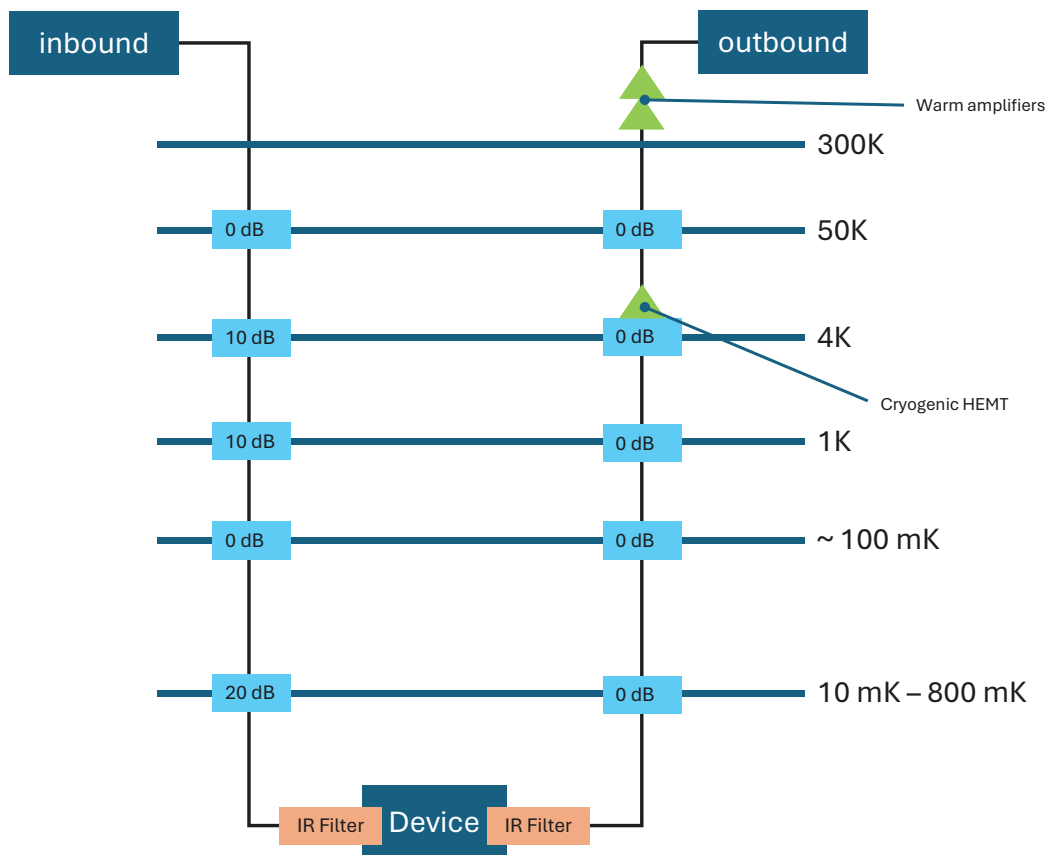 inbound
outbound
Warm amplifiers
300K
0 dB
0 dB
50K
10 dB
0 dB
4K
Cryogenic HEMT
10 dB
0 dB
1K
0 dB
0 dB
~ 100 mK
20 dB
0 dB
10 mK – 800 mK
IR Filter
Device
IR Filter